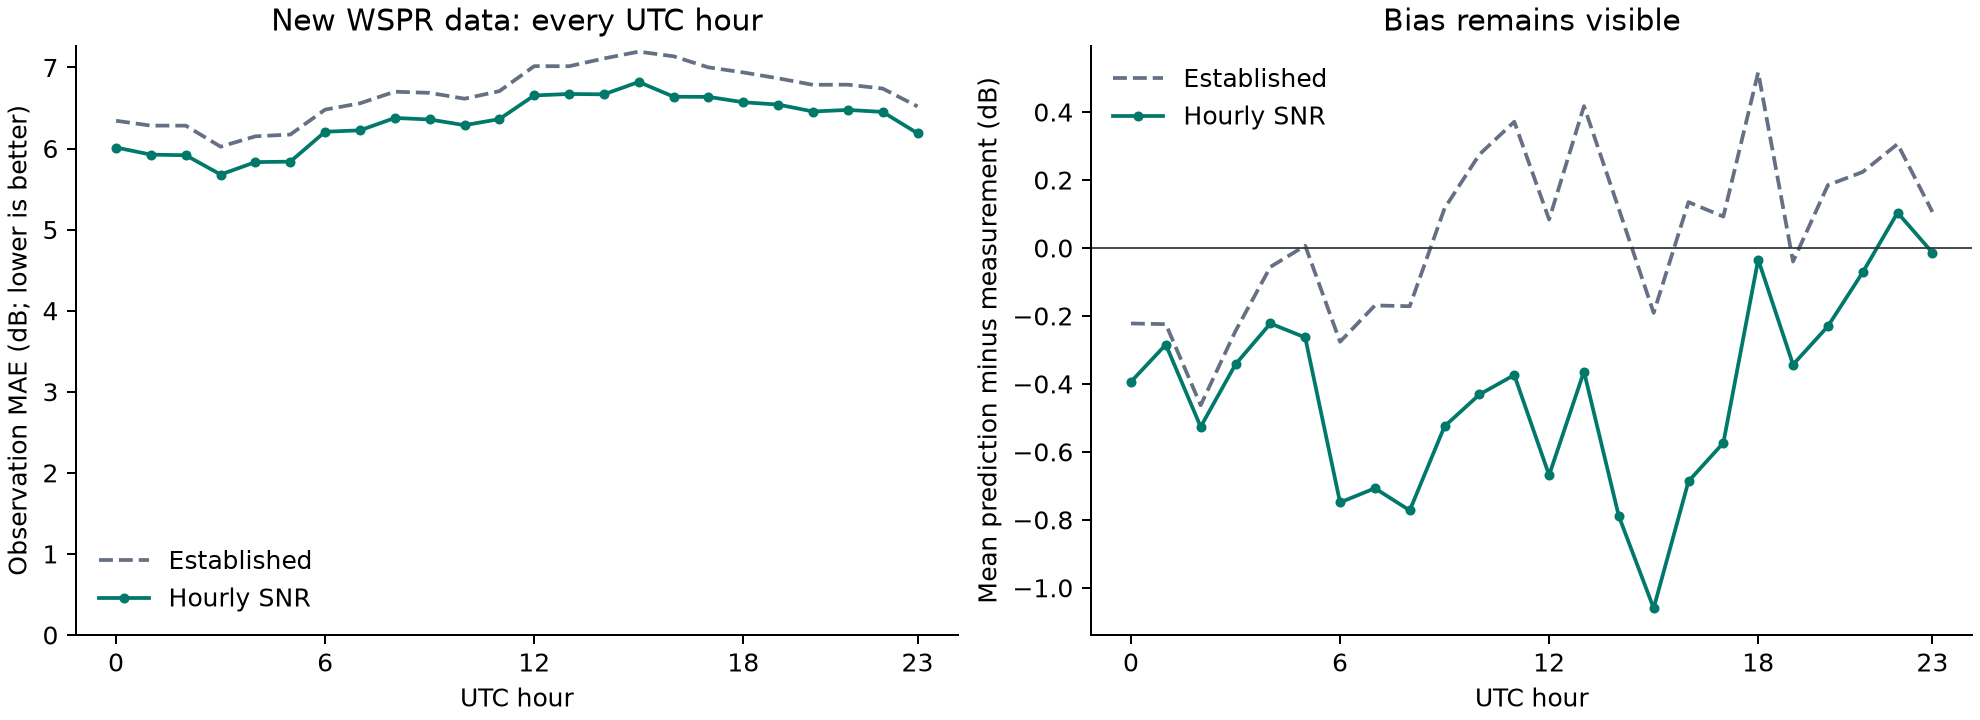 New WSPR data: every UTC hour
Observation MAE (dB; lower is better)
7
6
5
4
3
2
1
0
Established
Hourly SNR
0 6 12 18 23
UTC hour
Bias remains visible
Mean prediction minus measurement (dB)
Established
Hourly SNR
0.4
0.2
0.0
−0.2
−0.4
−0.6
−0.8
−1.0
0 6 12 18 23
UTC hour